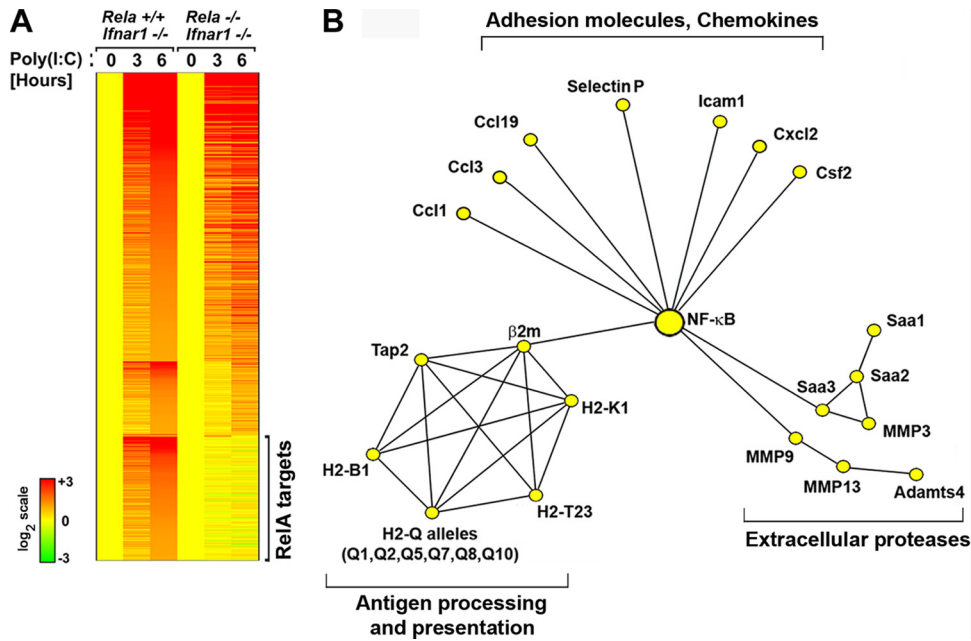 A
Rela +/+ Rela -/-
Ifnar1 -/- Ifnar1 -/-
Poly(I:C) : 0 3 6 0 3 6
[Hours]
+3
0
-3
log2 scale
RelA targets
B
Adhesion molecules, Chemokines
Selectin P
Icam1
Ccl19
Cxcl2
Ccl3
Csf2
Ccl1
NF-κB
β2m
Saa1
Tap2
Saa2
Saa3
H2-K1
MMP3
MMP9
H2-B1
MMP13
Adamts4
H2-T23
H2-Q alleles
(Q1,Q2,Q5,Q7,Q8,Q10)
Extracellular proteases
Antigen processing
and presentation